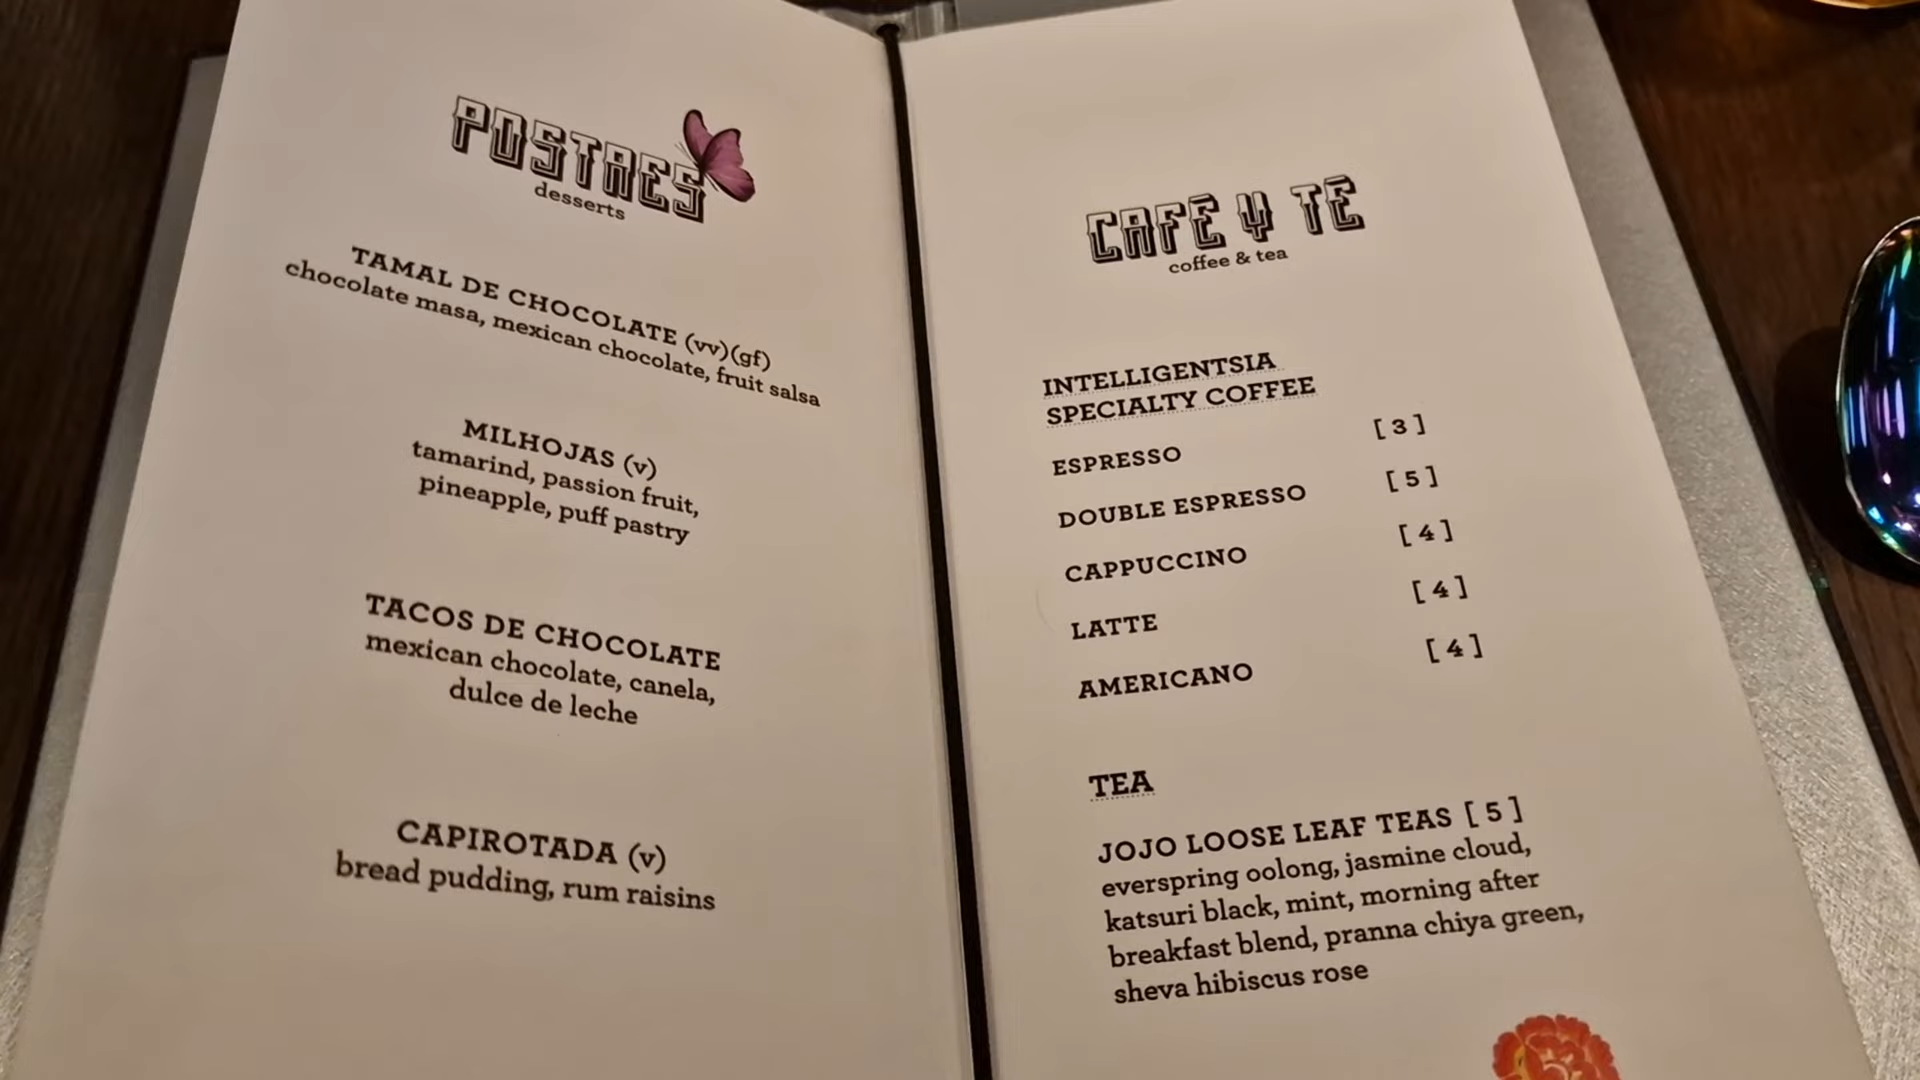 POSTRES
desserts
TAMAL DE CHOCOLATE (vv)(gf)
chocolate masa, mexican chocolate, fruit salsa
MILHOJAS (v)
tamarind, passion fruit,
pineapple, puff pastry
TACOS DE CHOCOLATE
mexican chocolate, canela,
dulce de leche
CAPIROTADA (v)
bread pudding, rum raisins
CAFÉ Y TÉ
coffee & tea
INTELLIGENTSIA
SPECIALTY COFFEE
ESPRESSO [ 3 ]
DOUBLE ESPRESSO [ 5 ]
CAPPUCCINO [ 4 ]
LATTE [ 4 ]
AMERICANO [ 4 ]
TEA
JOJO LOOSE LEAF TEAS [ 5 ]
everspring oolong, jasmine cloud,
katsuri black, mint, morning after
breakfast blend, pranna chiya green,
sheva hibiscus rose